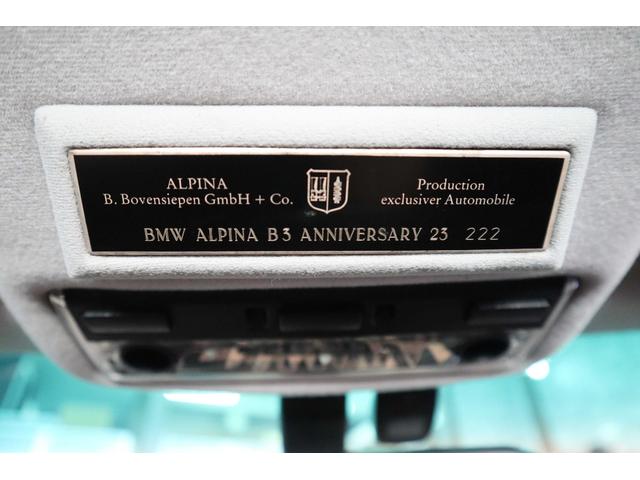 ALPINA
B. Bovensiepen GmbH + Co.
Production
exclusiver Automobile
BMW ALPINA B3 ANNIVERSARY 23 222